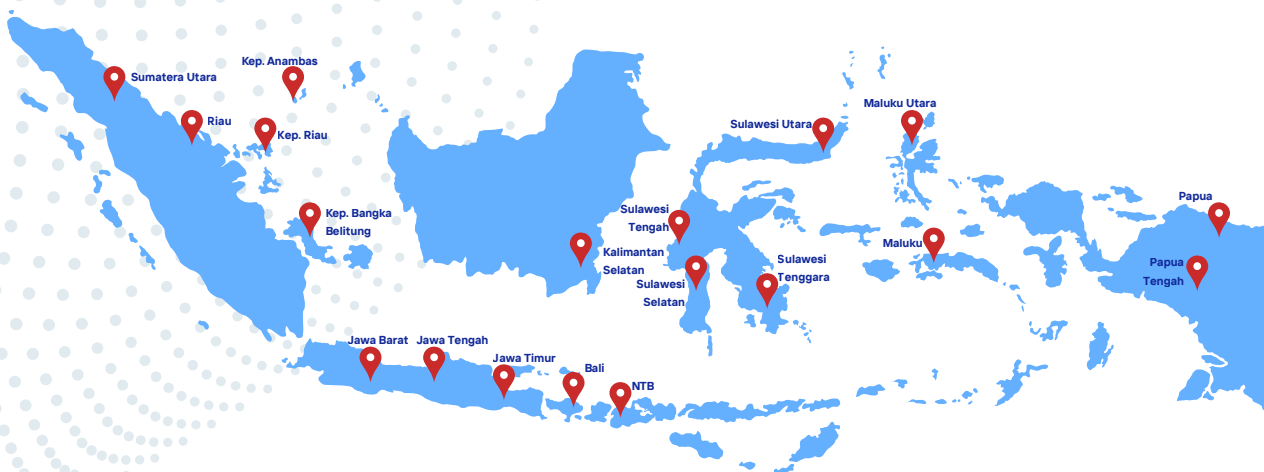 Kep. Anambas
Sumatera Utara
Riau
Kep. Riau
Kep. Bangka
Belitung
Jawa Barat
Jawa Tengah
Jawa Timur
Bali
NTB
Kalimantan
Selatan
Sulawesi
Tengah
Sulawesi
Selatan
Sulawesi
Tenggara
Sulawesi Utara
Maluku Utara
Maluku
Papua
Papua
Tengah